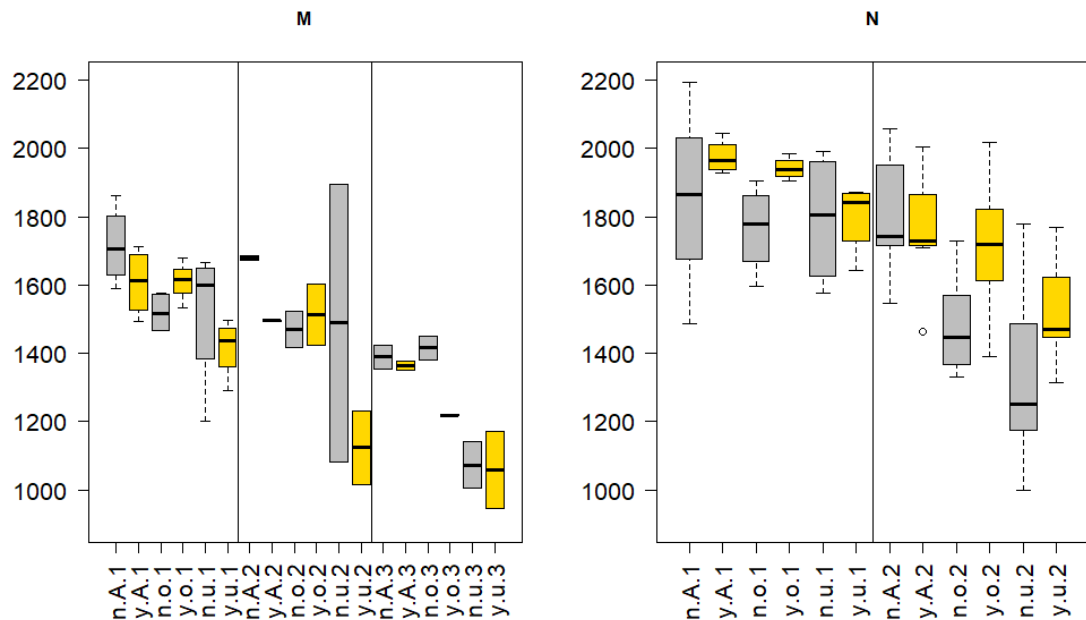 M
2200
2000
1800
1600
1400
1200
1000
n.A.1
y.A.1
n.o.1
y.o.1
n.u.1
y.u.1
n.A.2
y.A.2
n.o.2
y.o.2
n.u.2
y.u.2
n.A.3
y.A.3
n.o.3
y.o.3
n.u.3
y.u.3
N
2200
2000
1800
1600
1400
1200
1000
n.A.1
y.A.1
n.o.1
y.o.1
n.u.1
y.u.1
n.A.2
y.A.2
n.o.2
y.o.2
n.u.2
y.u.2